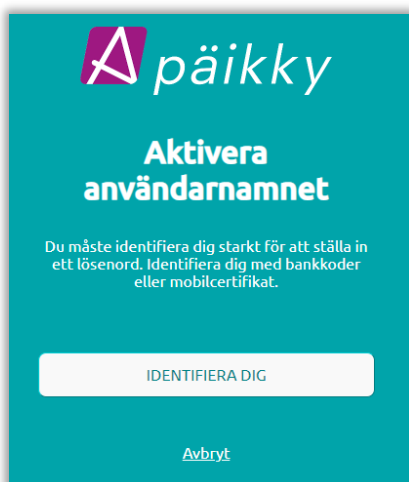 A päikky
Aktivera
användarnamnet
Du måste identifiera dig starkt för att ställa in
ett lösenord. Identifiera dig med bankkoder
eller mobilcertifikat.
IDENTIFIERA DIG
Avbryt